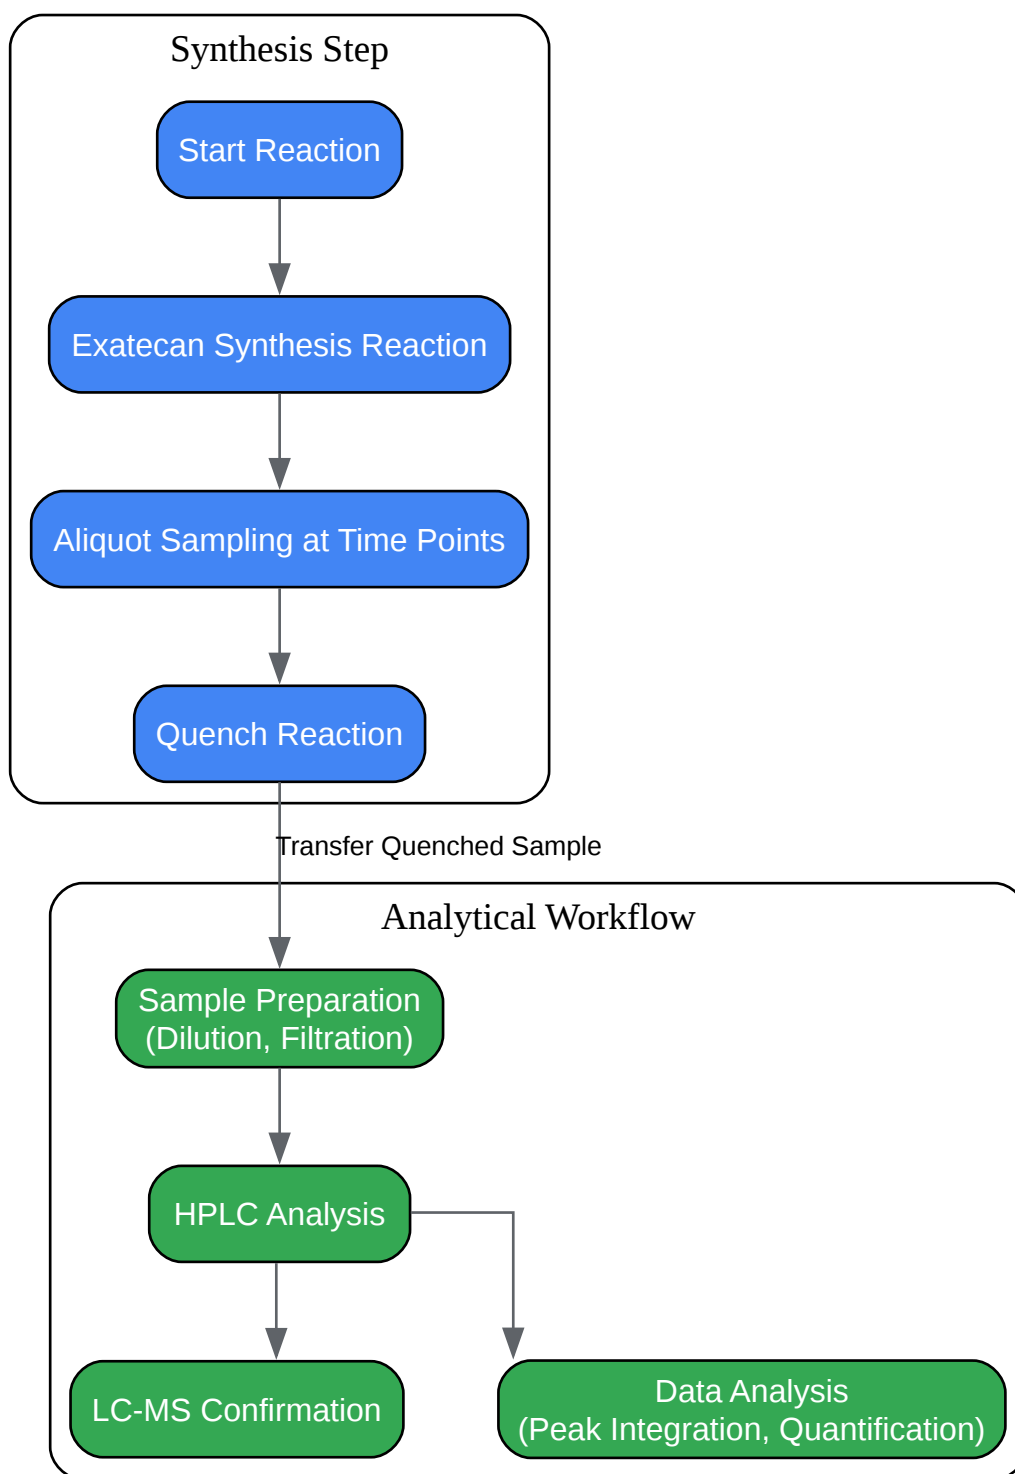 Synthesis Step
Start Reaction
Exatecan Synthesis Reaction
Aliquot Sampling at Time Points
Quench Reaction
Transfer Quenched Sample
Analytical Workflow
Sample Preparation
(Dilution, Filtration)
HPLC Analysis
LC-MS Confirmation
Data Analysis
(Peak Integration, Quantification)